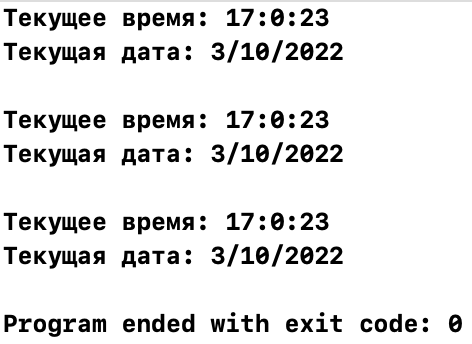 Текущее время: 17:0:23
Текущая дата: 3/10/2022
Текущее время: 17:0:23
Текущая дата: 3/10/2022
Текущее время: 17:0:23
Текущая дата: 3/10/2022
Program ended with exit code: 0